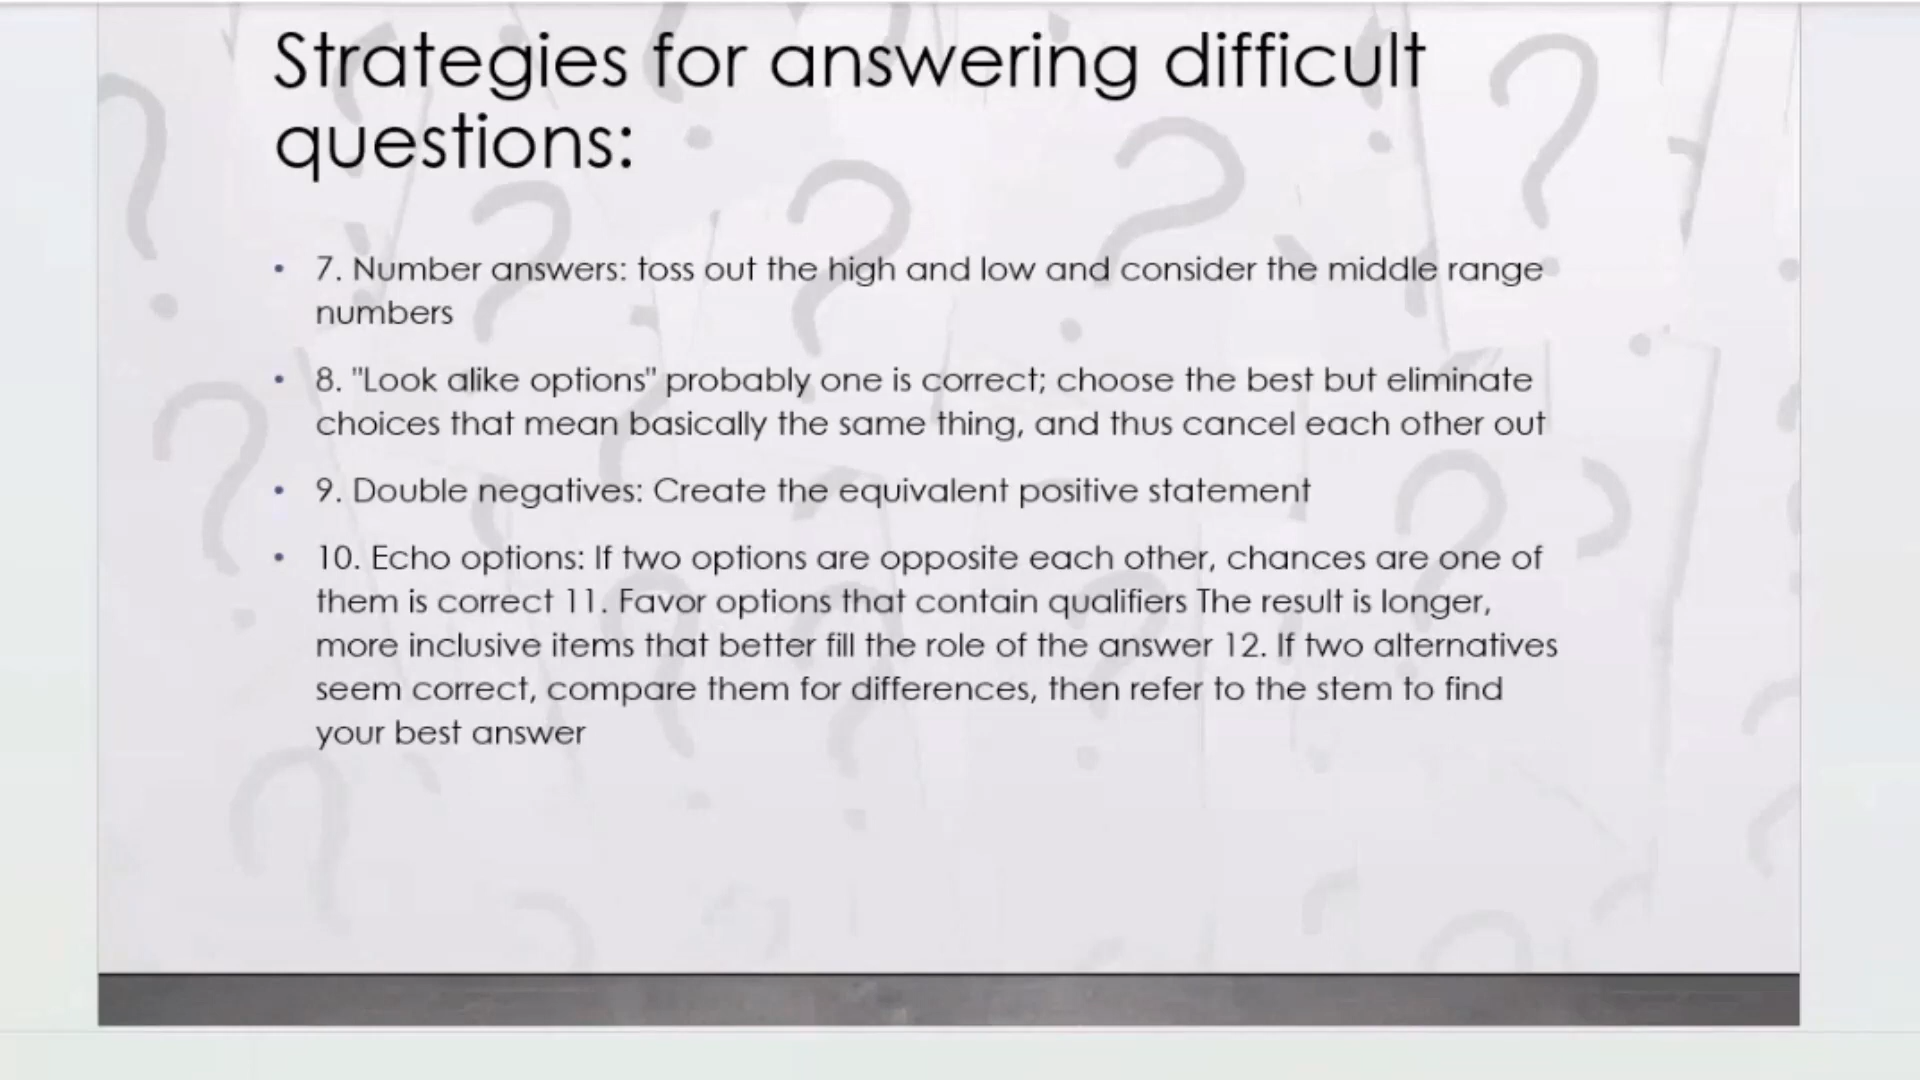 Strategies for answering difficult
questions:
• 7. Number answers: toss out the high and low and consider the middle range
numbers
• 8. "Look alike options" probably one is correct; choose the best but eliminate
choices that mean basically the same thing, and thus cancel each other out
• 9. Double negatives: Create the equivalent positive statement
• 10. Echo options: If two options are opposite each other, chances are one of
them is correct 11. Favor options that contain qualifiers The result is longer,
more inclusive items that better fill the role of the answer 12. If two alternatives
seem correct, compare them for differences, then refer to the stem to find
your best answer